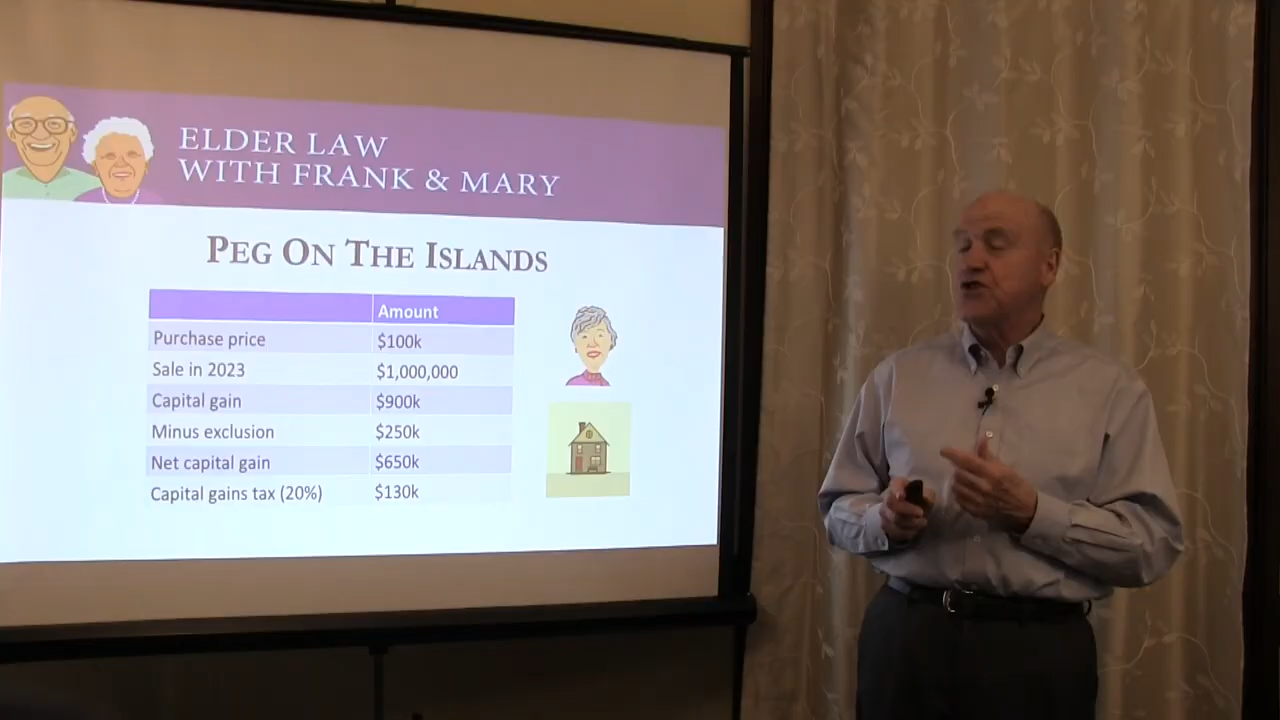 ELDER LAW
WITH FRANK & MARY
PEG ON THE ISLANDS
Amount
Purchase price $100k
Sale in 2023 $1,000,000
Capital gain $900k
Minus exclusion $250k
Net capital gain $650k
Capital gains tax (20%) $130k